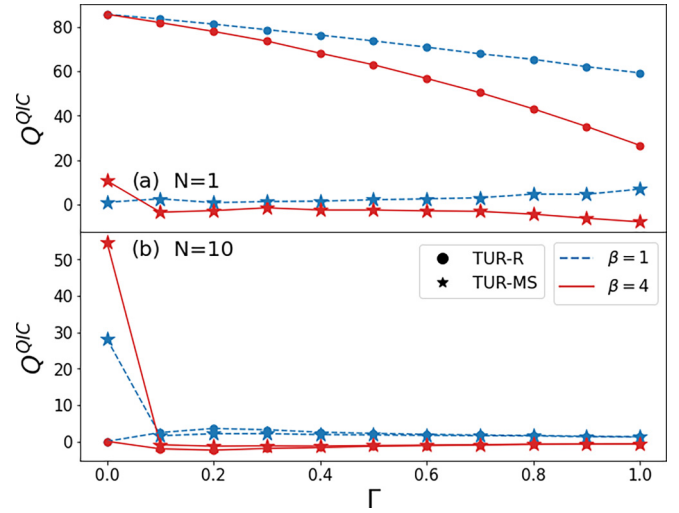 80
60
40
20
0
Q^QIC
(a) N=1
50
40
30
20
10
0
Q^QIC
(b) N=10
TUR-R
TUR-MS
β = 1
β = 4
0.0 0.2 0.4 0.6 0.8 1.0
Γ